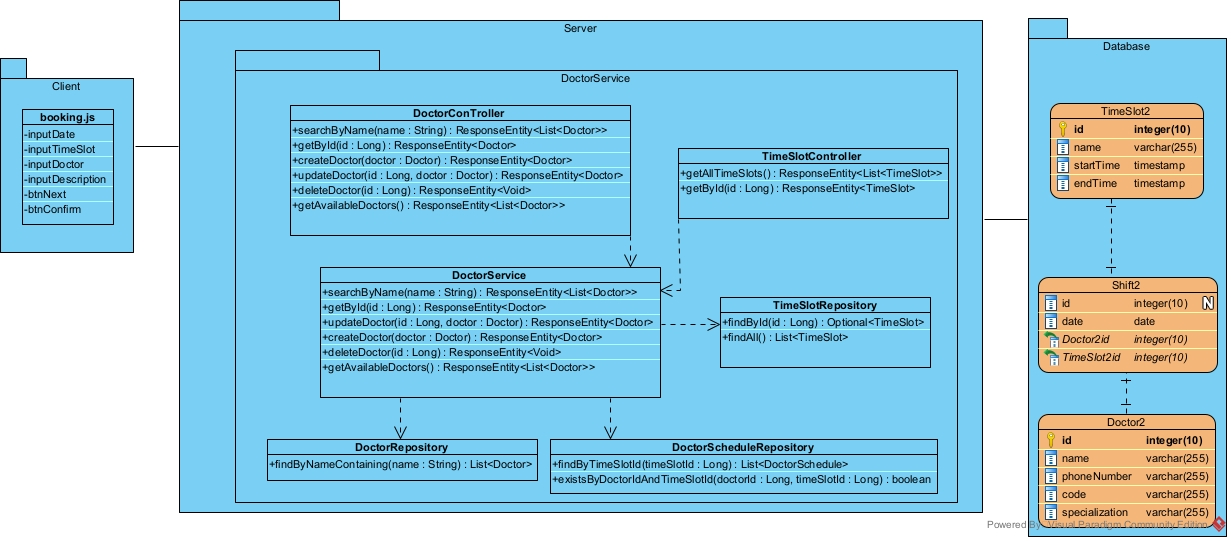 Client
booking.js
-inputDate
-inputTimeSlot
-inputDoctor
-inputDescription
-btnNext
-btnConfirm
Server
DoctorService
DoctorConTroller
+searchByName(name : String) : ResponseEntity<List<Doctor>>
+getById(id : Long) : ResponseEntity<Doctor>
+createDoctor(doctor : Doctor) : ResponseEntity<Doctor>
+updateDoctor(id : Long, doctor : Doctor) : ResponseEntity<Doctor>
+deleteDoctor(id : Long) : ResponseEntity<Void>
+getAvailableDoctors() : ResponseEntity<List<Doctor>>
TimeSlotController
+getAllTimeSlots() : ResponseEntity<List<TimeSlot>>
+getById(id : Long) : ResponseEntity<TimeSlot>
DoctorService
+searchByName(name : String) : ResponseEntity<List<Doctor>>
+getById(id : Long) : ResponseEntity<Doctor>
+updateDoctor(id : Long, doctor : Doctor) : ResponseEntity<Doctor>
+createDoctor(doctor : Doctor) : ResponseEntity<Doctor>
+deleteDoctor(id : Long) : ResponseEntity<Void>
+getAvailableDoctors() : ResponseEntity<List<Doctor>>
TimeSlotRepository
+findById(id : Long) : Optional<TimeSlot>
+findAll() : List<TimeSlot>
DoctorRepository
+findByNameContaining(name : String) : List<Doctor>
DoctorScheduleRepository
+findByTimeSlotId(timeSlotId : Long) : List<DoctorSchedule>
+existsByDoctorIdAndTimeSlotId(doctorId : Long, timeSlotId : Long) : boolean
Database
TimeSlot2
id integer(10)
name varchar(255)
startTime timestamp
endTime timestamp
Shift2
id integer(10) N
date date
Doctor2id integer(10)
TimeSlot2id integer(10)
Doctor2
id integer(10)
name varchar(255)
phoneNumber varchar(255)
code varchar(255)
specialization varchar(255)
Powered By Visual Paradigm Community Edition